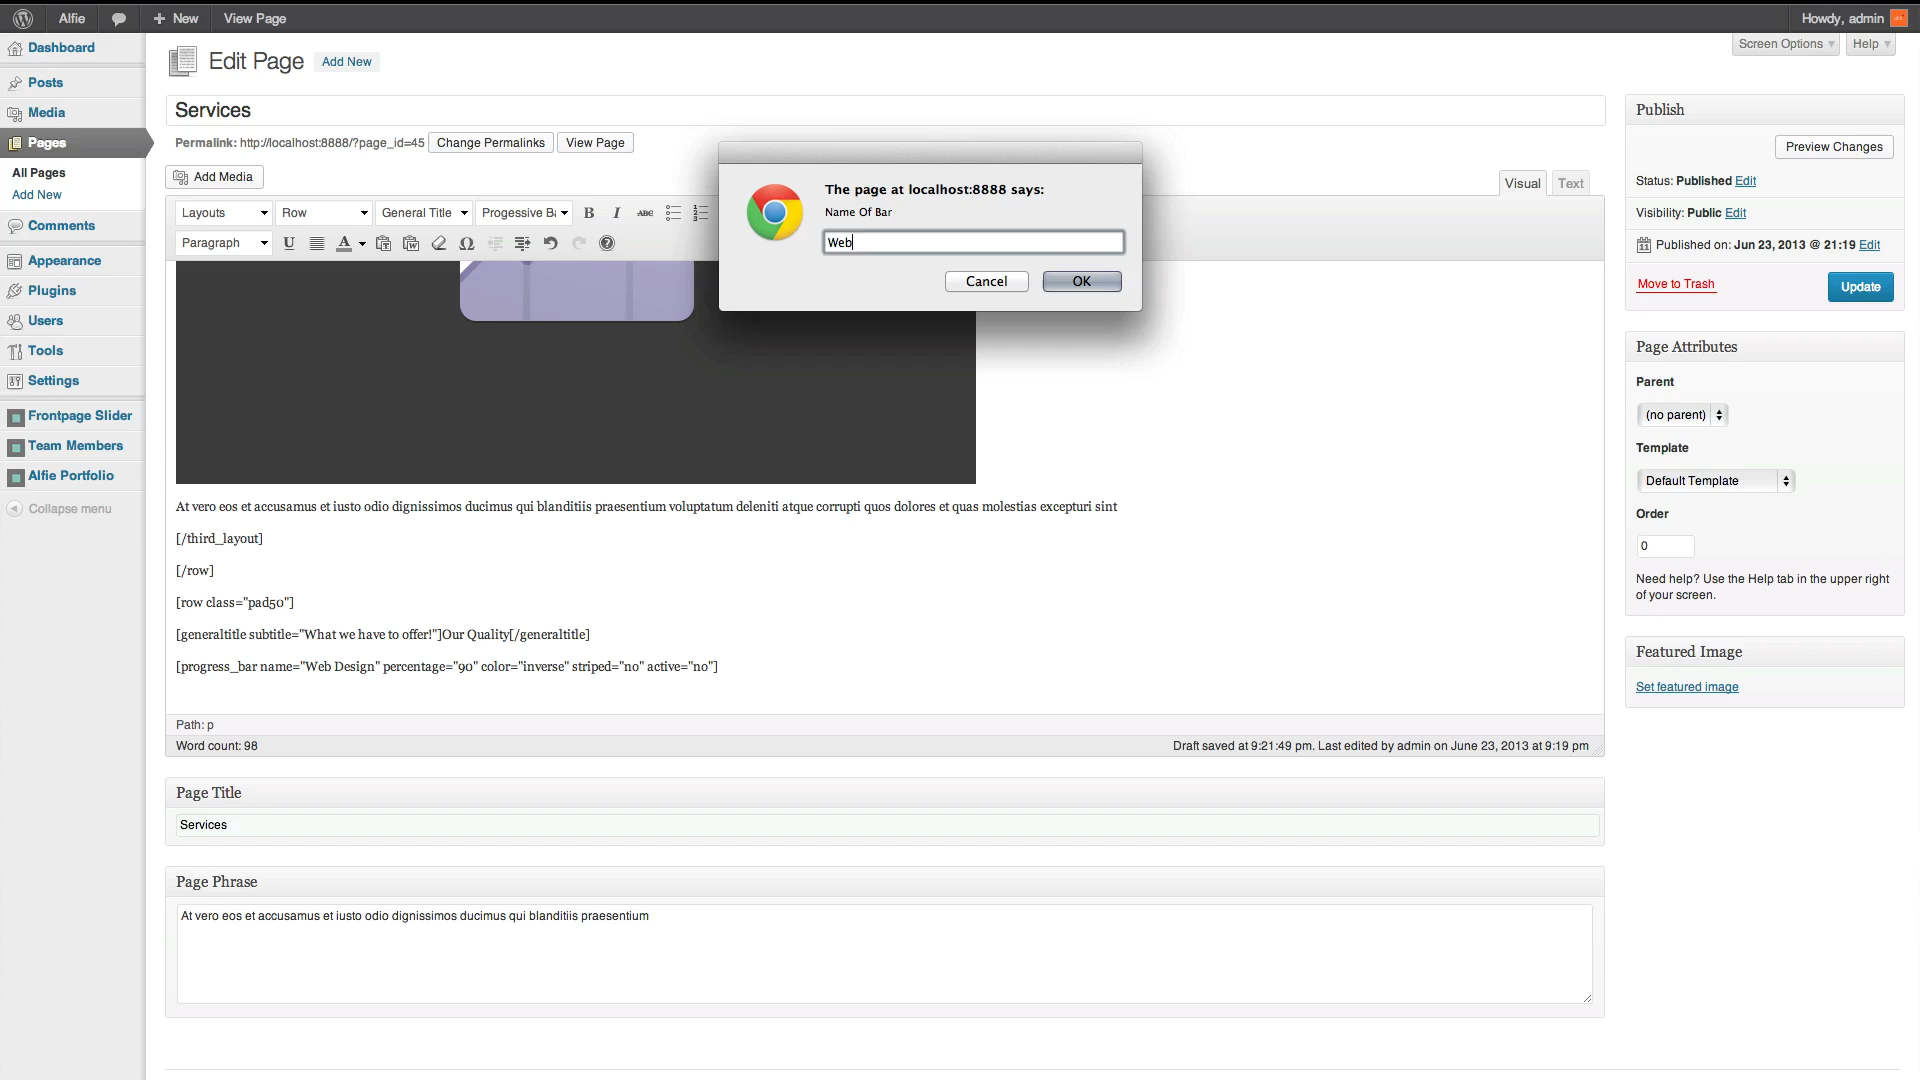 Alfie
New
View Page
Howdy, admin
Dashboard
Posts
Media
Pages
All Pages
Add New
Comments
Appearance
Plugins
Users
Tools
Settings
Frontpage Slider
Team Members
Alfie Portfolio
Collapse menu
Edit Page
Add New
Screen Options
Help
Services
Permalink: http://localhost:8888/?page_id=45
Change Permalinks
View Page
Add Media
Visual
Text
Layouts
Row
General Title
Progessive Ba
B
I
ABC
Paragraph
U
A
The page at localhost:8888 says:
Name Of Bar
Web
Cancel
OK
At vero eos et accusamus et iusto odio dignissimos ducimus qui blanditiis praesentium voluptatum deleniti atque corrupti quos dolores et quas molestias excepturi sint
[/third_layout]
[/row]
[row class="pad50"]
[generaltitle subtitle="What we have to offer!"]Our Quality[/generaltitle]
[progress_bar name="Web Design" percentage="90" color="inverse" striped="no" active="no"]
Path: p
Word count: 98
Draft saved at 9:21:49 pm. Last edited by admin on June 23, 2013 at 9:19 pm
Page Title
Services
Page Phrase
At vero eos et accusamus et iusto odio dignissimos ducimus qui blanditiis praesentium
Publish
Preview Changes
Status: Published Edit
Visibility: Public Edit
Published on: Jun 23, 2013 @ 21:19 Edit
Move to Trash
Update
Page Attributes
Parent
(no parent)
Template
Default Template
Order
0
Need help? Use the Help tab in the upper right
of your screen.
Featured Image
Set featured image